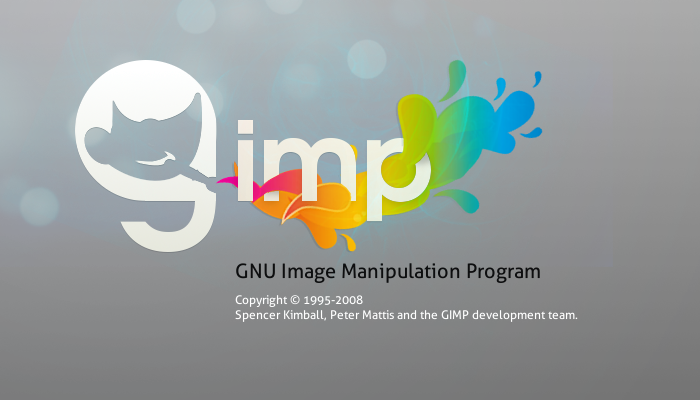 gimp
GNU Image Manipulation Program
Copyright © 1995-2008
Spencer Kimball, Peter Mattis and the GIMP development team.